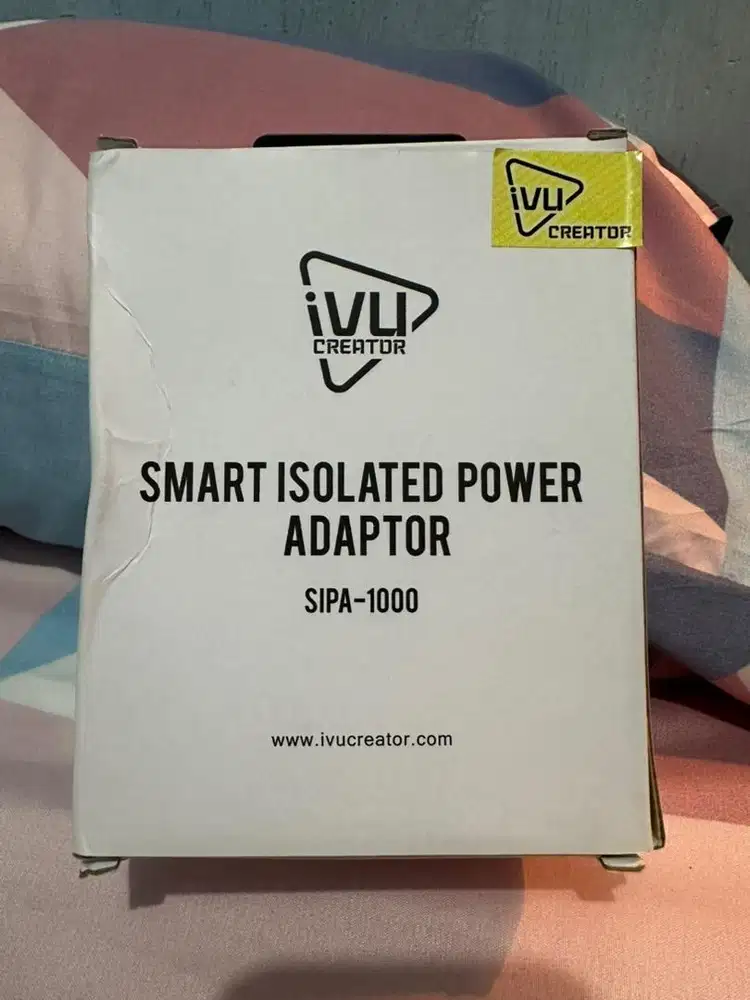 iVU
CREATOR
iVU
CREATOR
SMART ISOLATED POWER
ADAPTOR
SIPA-1000
www.ivucreator.com